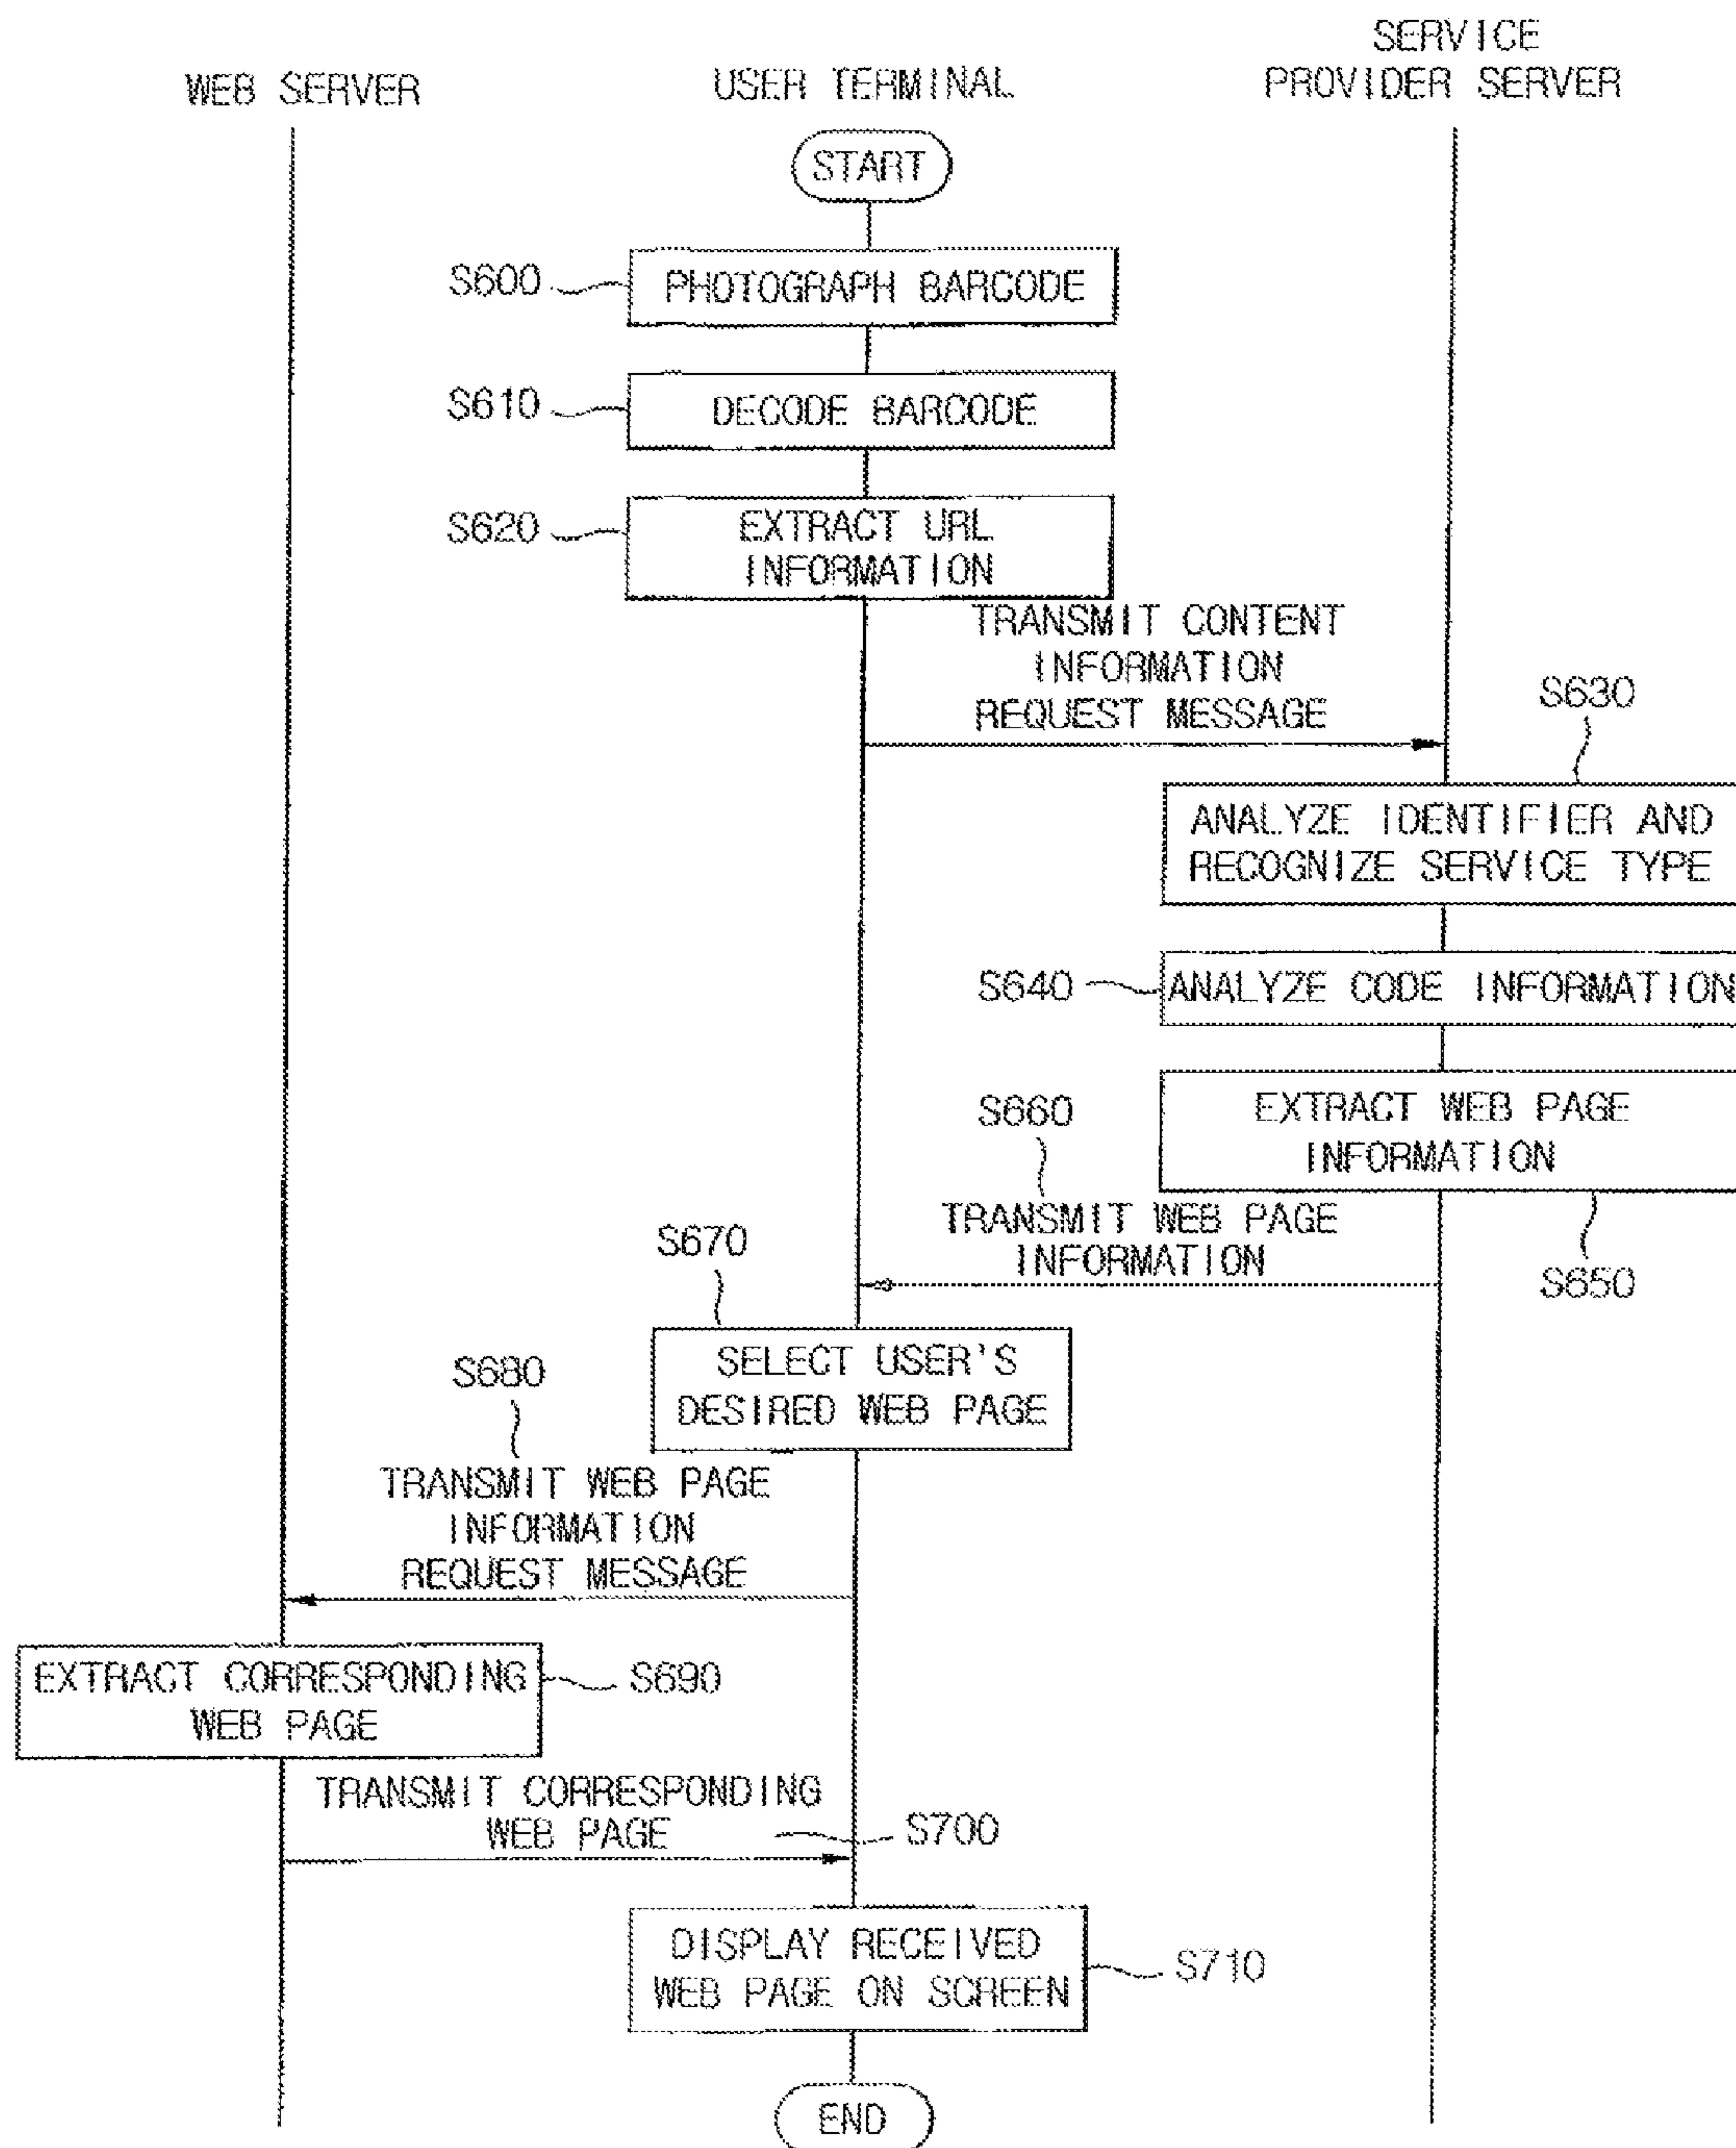 WEB SERVER
USER TERMINAL
SERVICE
PROVIDER SERVER
START
S600
PHOTOGRAPH BARCODE
S610
DECODE BARCODE
S620
EXTRACT URL
INFORMATION
TRANSMIT CONTENT
INFORMATION
REQUEST MESSAGE
S630
ANALYZE IDENTIFIER AND
RECOGNIZE SERVICE TYPE
S640
ANALYZE CODE INFORMATION
EXTRACT WEB PAGE
INFORMATION
S650
S660
TRANSMIT WEB PAGE
INFORMATION
S670
SELECT USER'S
DESIRED WEB PAGE
S680
TRANSMIT WEB PAGE
INFORMATION
REQUEST MESSAGE
EXTRACT CORRESPONDING
WEB PAGE
S690
TRANSMIT CORRESPONDING
WEB PAGE
S700
DISPLAY RECEIVED
WEB PAGE ON SCREEN
S710
END